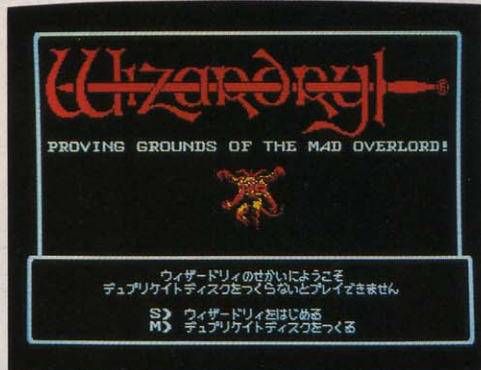 Wizardry
PROVING GROUNDS OF THE MAD OVERLORD!
ウィザードリィのせかいにようこそ
デュプリケイトディスクをつくらないとプレイできません
S) ウィザードリィをはじめる
M) デュプリケイトディスクをつくる